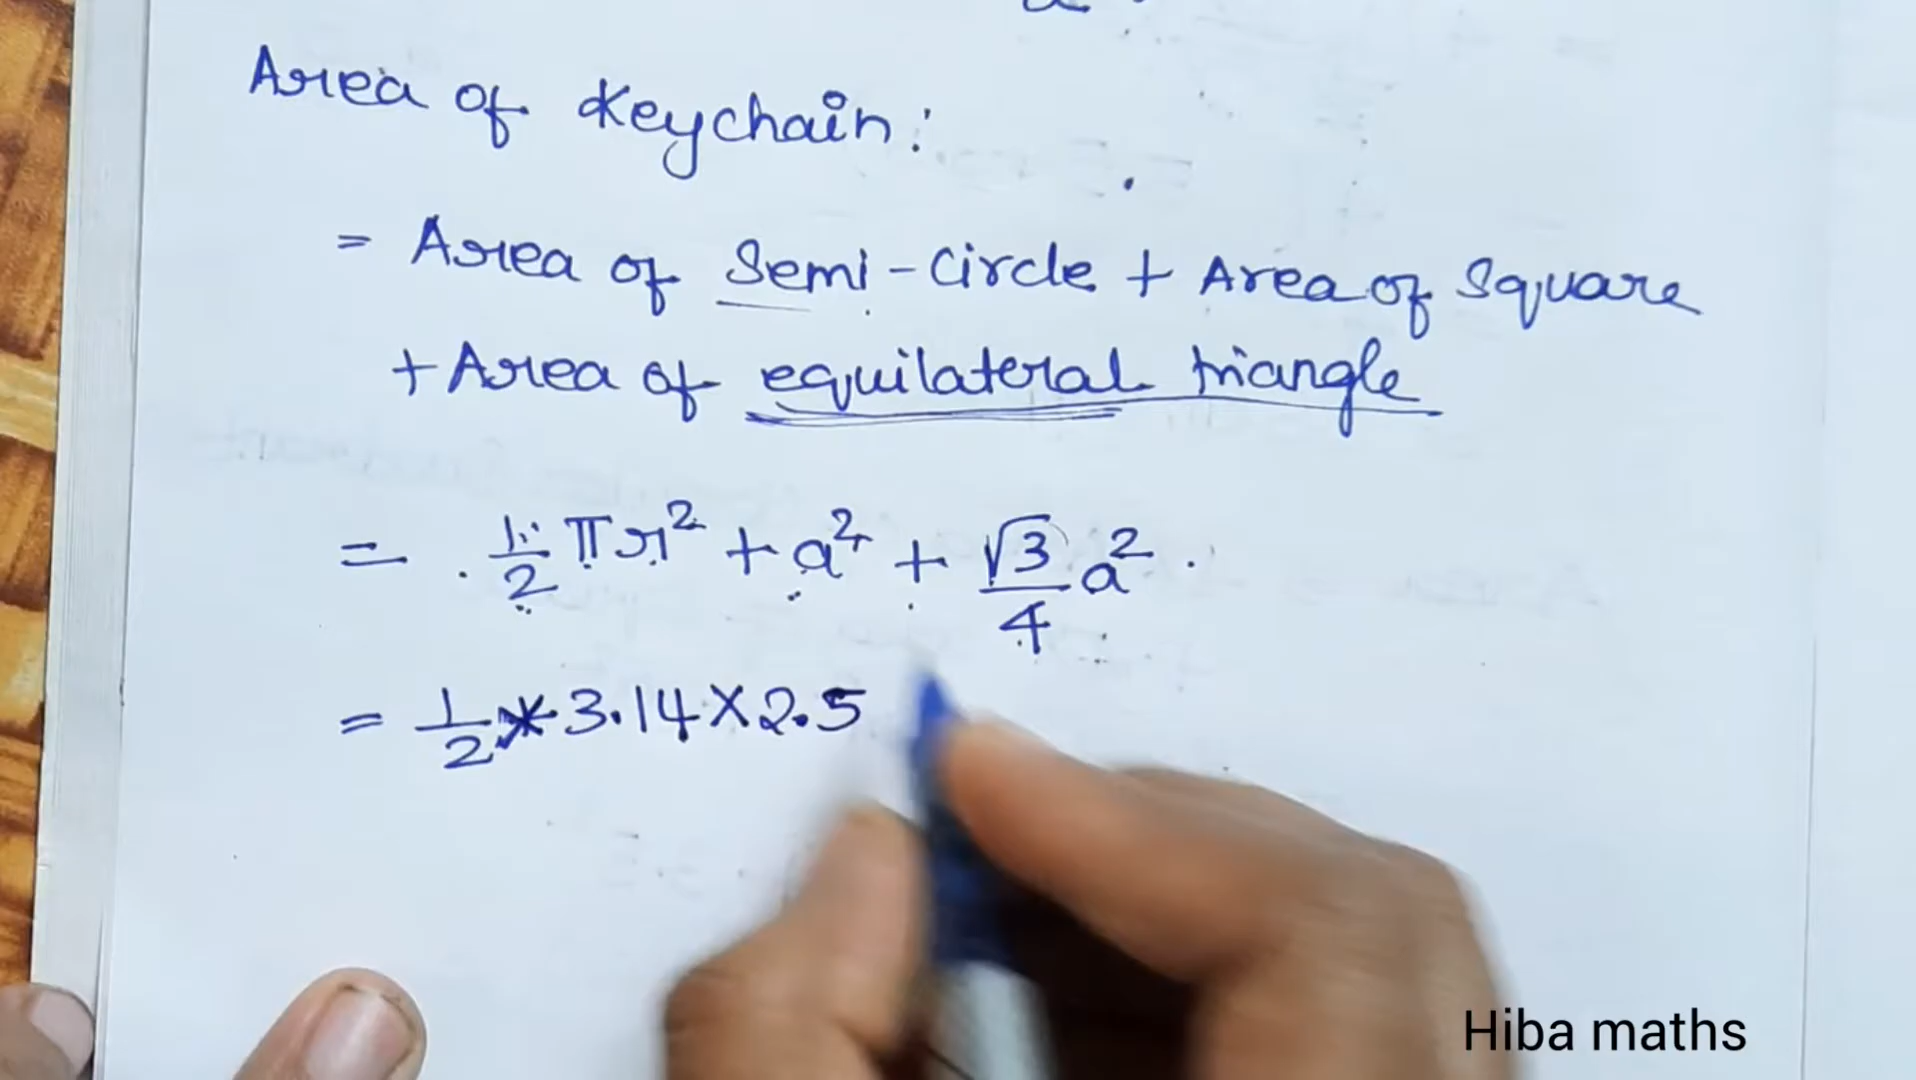 Area of Keychain:
= Area of Semi-Circle + Area of Square
+ Area of equilateral triangle
= 1/2 πr² + a² + √3/4 a²
= 1/2 × 3.14 × 2.5
Hiba maths